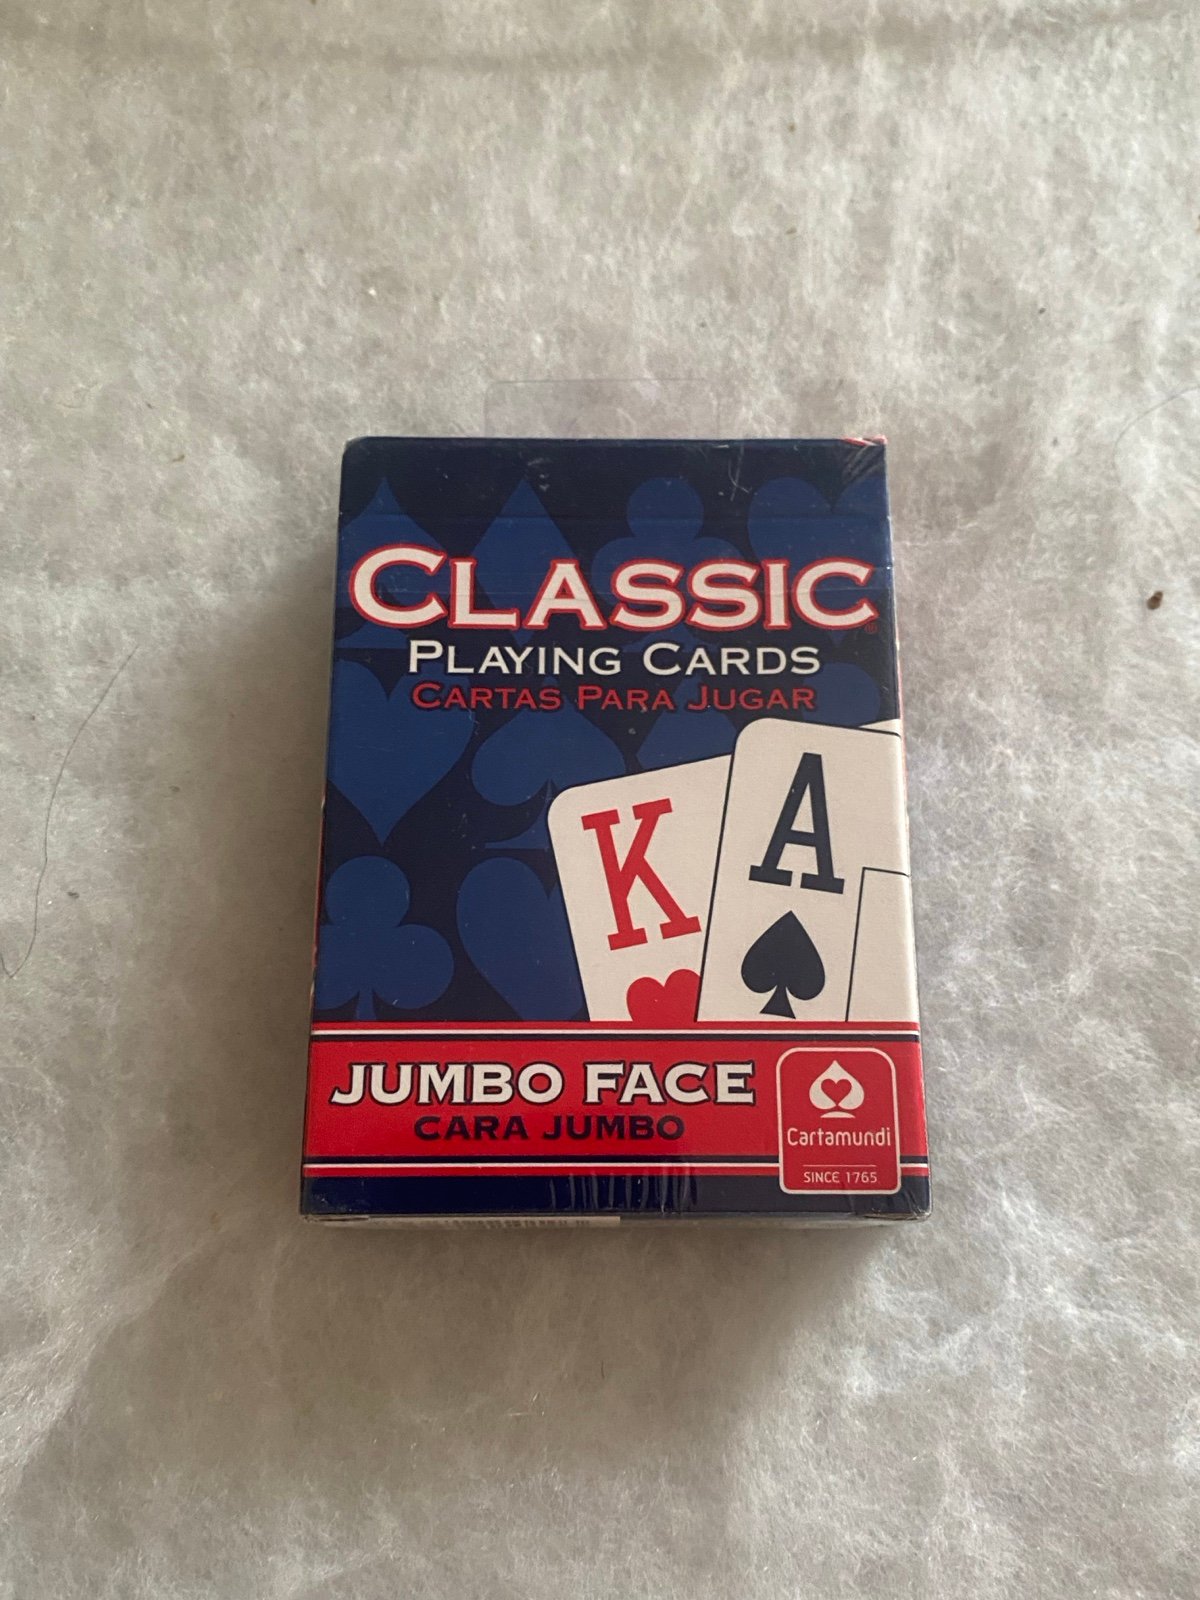 CLASSIC®
PLAYING CARDS
CARTAS PARA JUGAR
K
A
JUMBO FACE
CARA JUMBO
Cartamundi
SINCE 1765